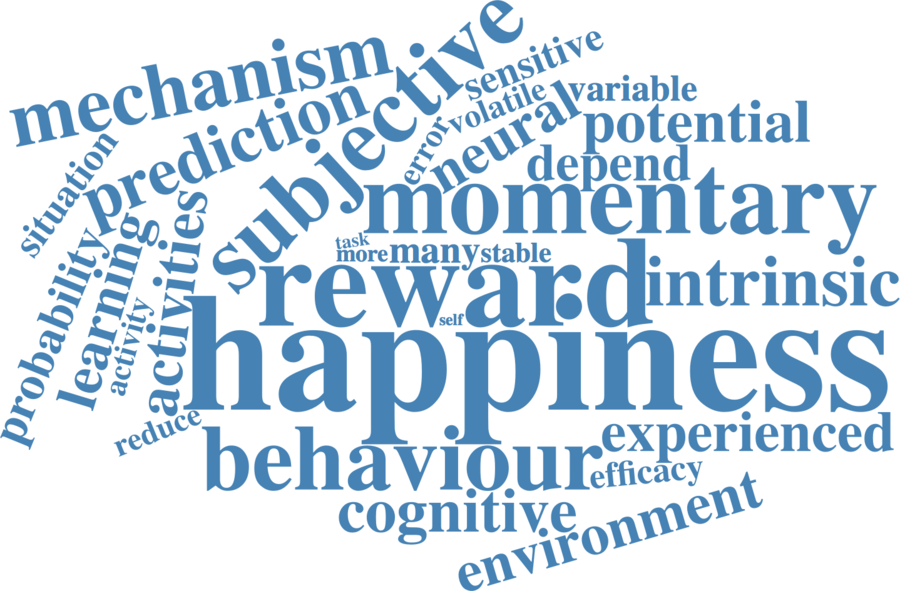 mechanism
subjective
sensitive
prediction
volatile
variable
error
neural
potential
situation
depend
momentary
probability
learning
activities
activity
task
more
many
stable
reward
intrinsic
self
happiness
reduce
behaviour
experienced
efficacy
cognitive
environment